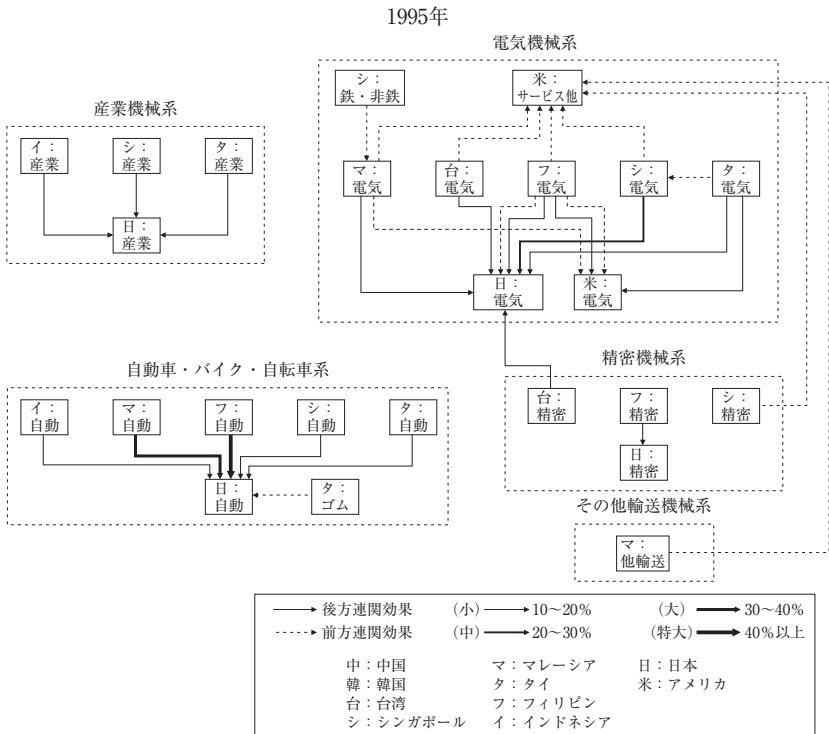 1995年
電気機械系
シ：
鉄・非鉄
米：
サービス他
産業機械系
イ：
産業
シ：
産業
タ：
産業
日：
産業
マ：
電気
台：
電気
フ：
電気
シ：
電気
タ：
電気
日：
電気
米：
電気
自動車・バイク・自転車系
イ：
自動
マ：
自動
フ：
自動
シ：
自動
タ：
自動
日：
自動
タ：
ゴム
精密機械系
台：
精密
フ：
精密
シ：
精密
日：
精密
その他輸送機械系
マ：
他輸送
後方連関効果 （小） 10～20％ （大） 30～40％
前方連関効果 （中） 20～30％ （特大） 40％以上
中：中国 マ：マレーシア 日：日本
韓：韓国 タ：タイ 米：アメリカ
台：台湾 フ：フィリピン
シ：シンガポール イ：インドネシア